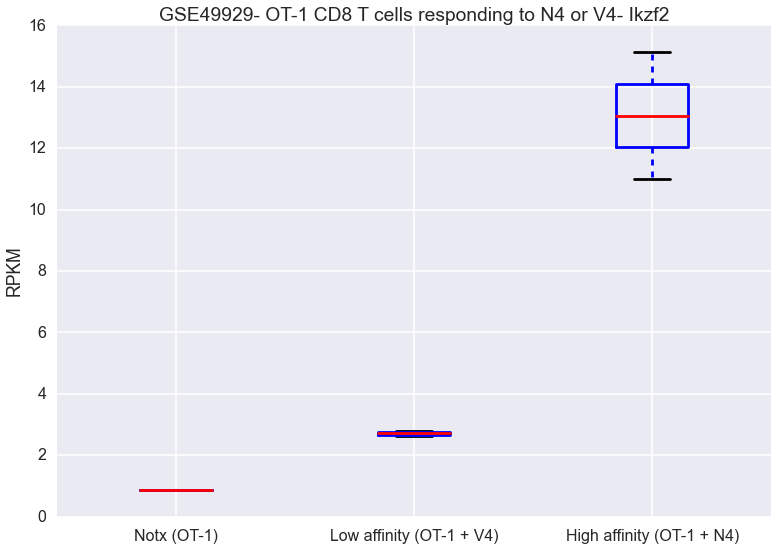 GSE49929- OT-1 CD8 T cells responding to N4 or V4- Ikzf2
16
14
12
10
8
6
4
2
0
RPKM
Notx (OT-1)
Low affinity (OT-1 + V4)
High affinity (OT-1 + N4)